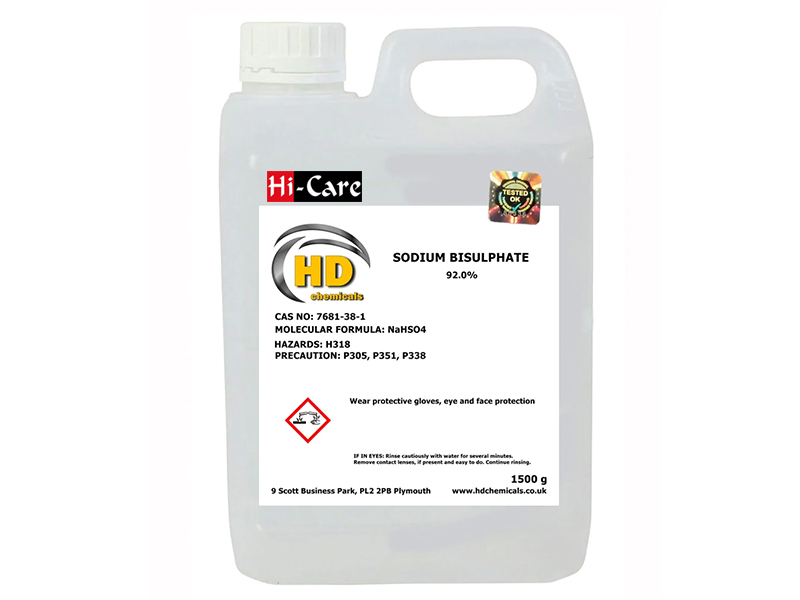 Hi-Care
TESTED
OK
HD
chemicals
SODIUM BISULPHATE
92.0%
CAS NO: 7681-38-1
MOLECULAR FORMULA: NaHSO4
HAZARDS: H318
PRECAUTION: P305, P351, P338
Wear protective gloves, eye and face protection
IF IN EYES: Rinse cautiously with water for several minutes.
Remove contact lenses, if present and easy to do. Continue rinsing.
1500 g
9 Scott Business Park, PL2 2PB Plymouth www.hdchemicals.co.uk